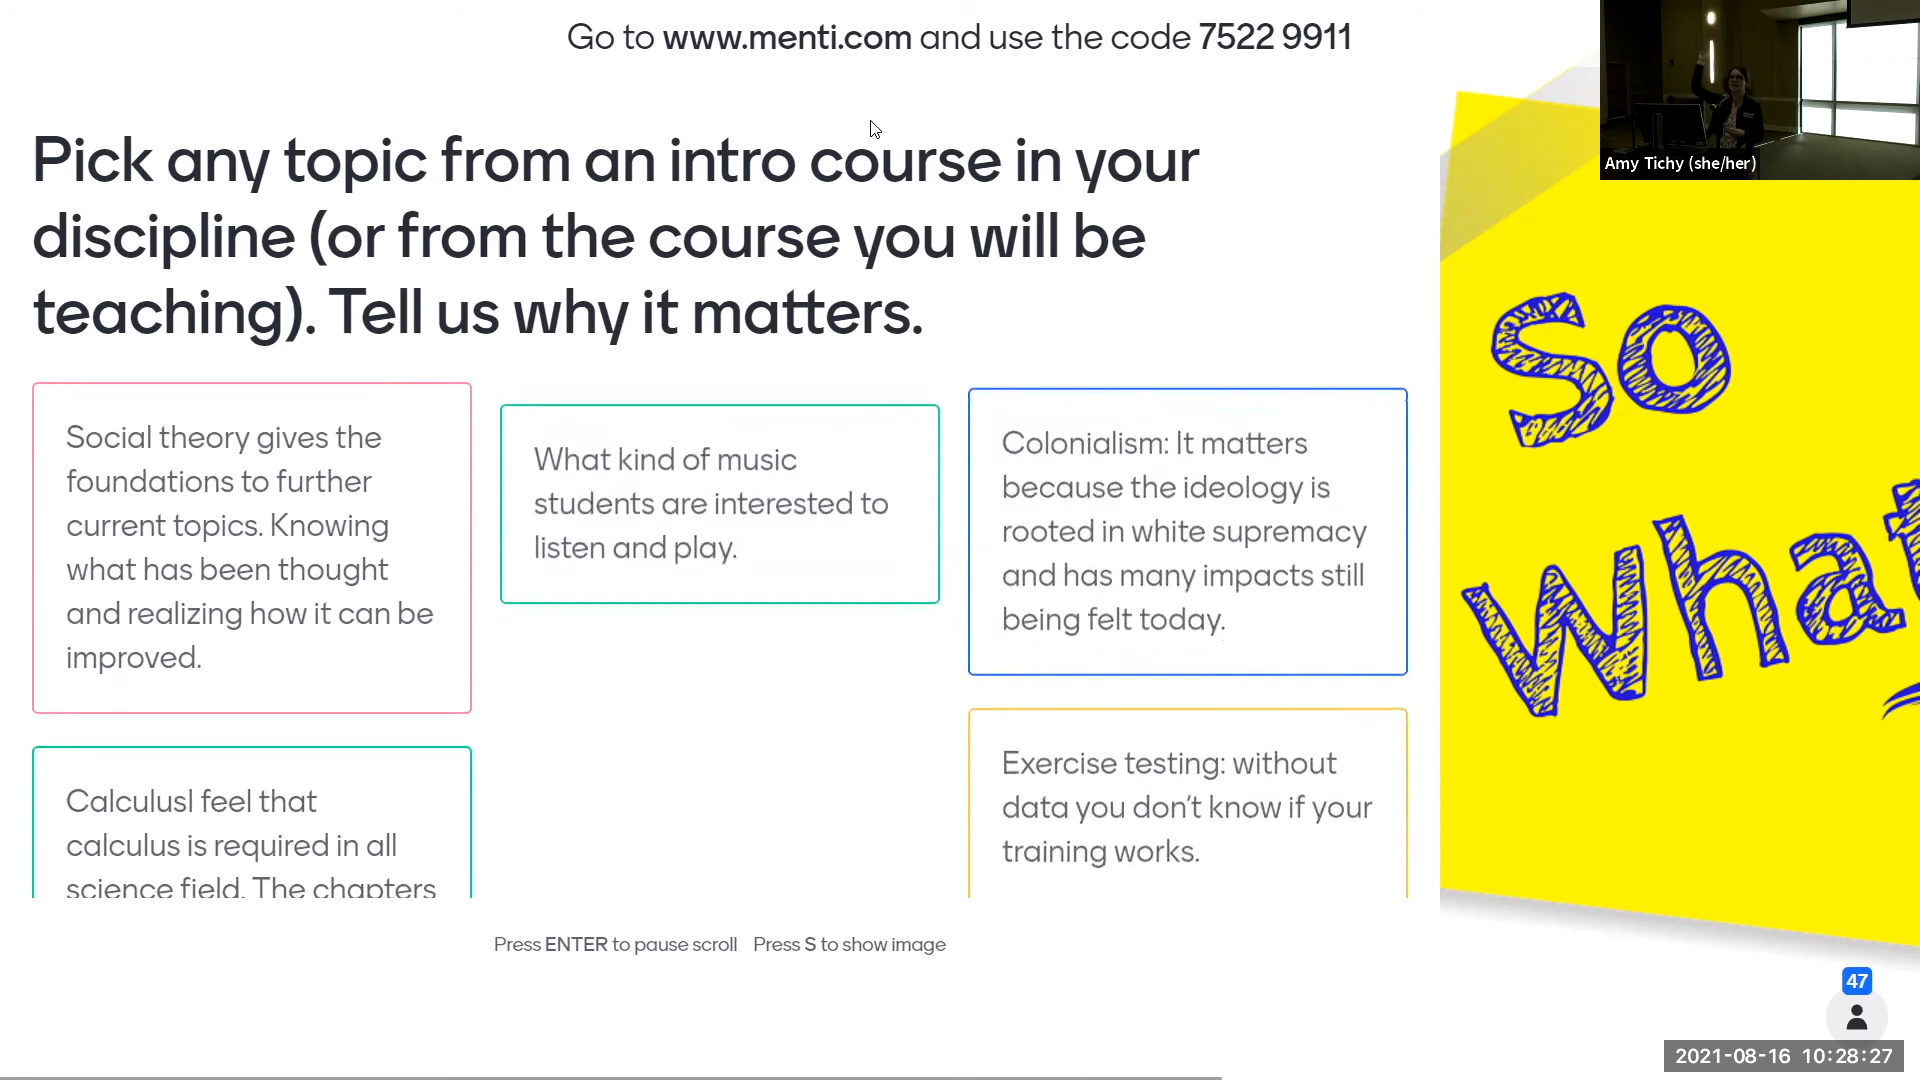 Go to www.menti.com and use the code 7522 9911
Amy Tichy (she/her)
Pick any topic from an intro course in your
discipline (or from the course you will be
teaching). Tell us why it matters.
Social theory gives the
foundations to further
current topics. Knowing
what has been thought
and realizing how it can be
improved.
Calculusl feel that
calculus is required in all
science field. The chapters
What kind of music
students are interested to
listen and play.
Colonialism: It matters
because the ideology is
rooted in white supremacy
and has many impacts still
being felt today.
Exercise testing: without
data you don't know if your
training works.
So
What
Press ENTER to pause scroll Press S to show image
47
2021-08-16 10:28:27